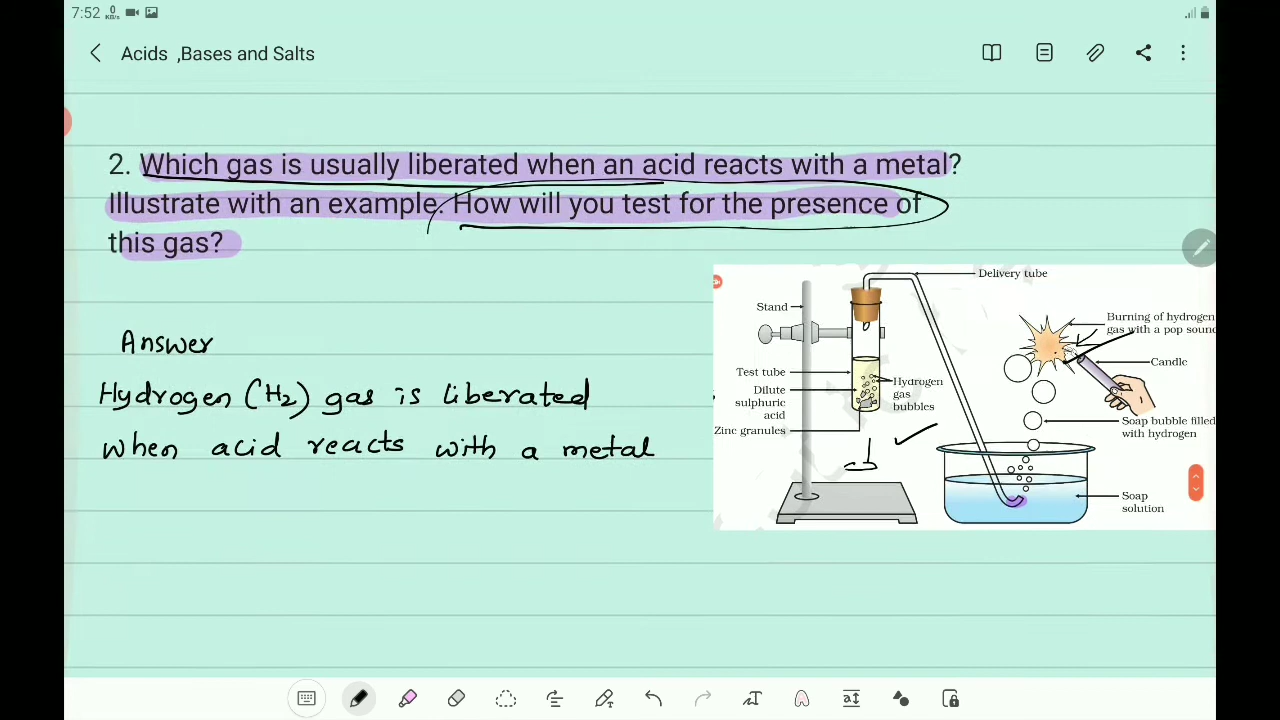 7:52 0 KB/s
Acids ,Bases and Salts
2. Which gas is usually liberated when an acid reacts with a metal?
Illustrate with an example. How will you test for the presence of
this gas?
Answer
Hydrogen (H2) gas is liberated
when acid reacts with a metal
Delivery tube
Stand
Burning of hydrogen
gas with a pop sound
Candle
Test tube
Dilute
sulphuric
acid
Hydrogen
gas
bubbles
Zinc granules
Soap bubble filled
with hydrogen
Soap
solution